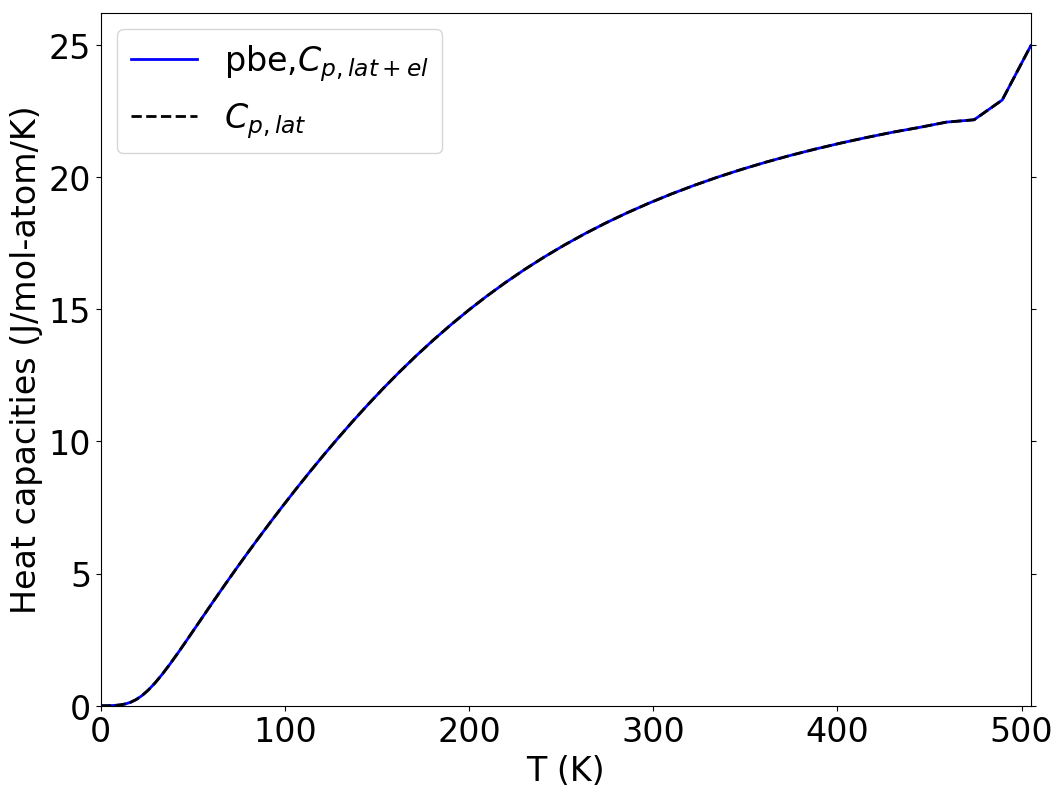 Heat capacities (J/mol-atom/K)
25
20
15
10
5
0
pbe,C_{p,lat+el}
C_{p,lat}
0 100 200 300 400 500
T (K)